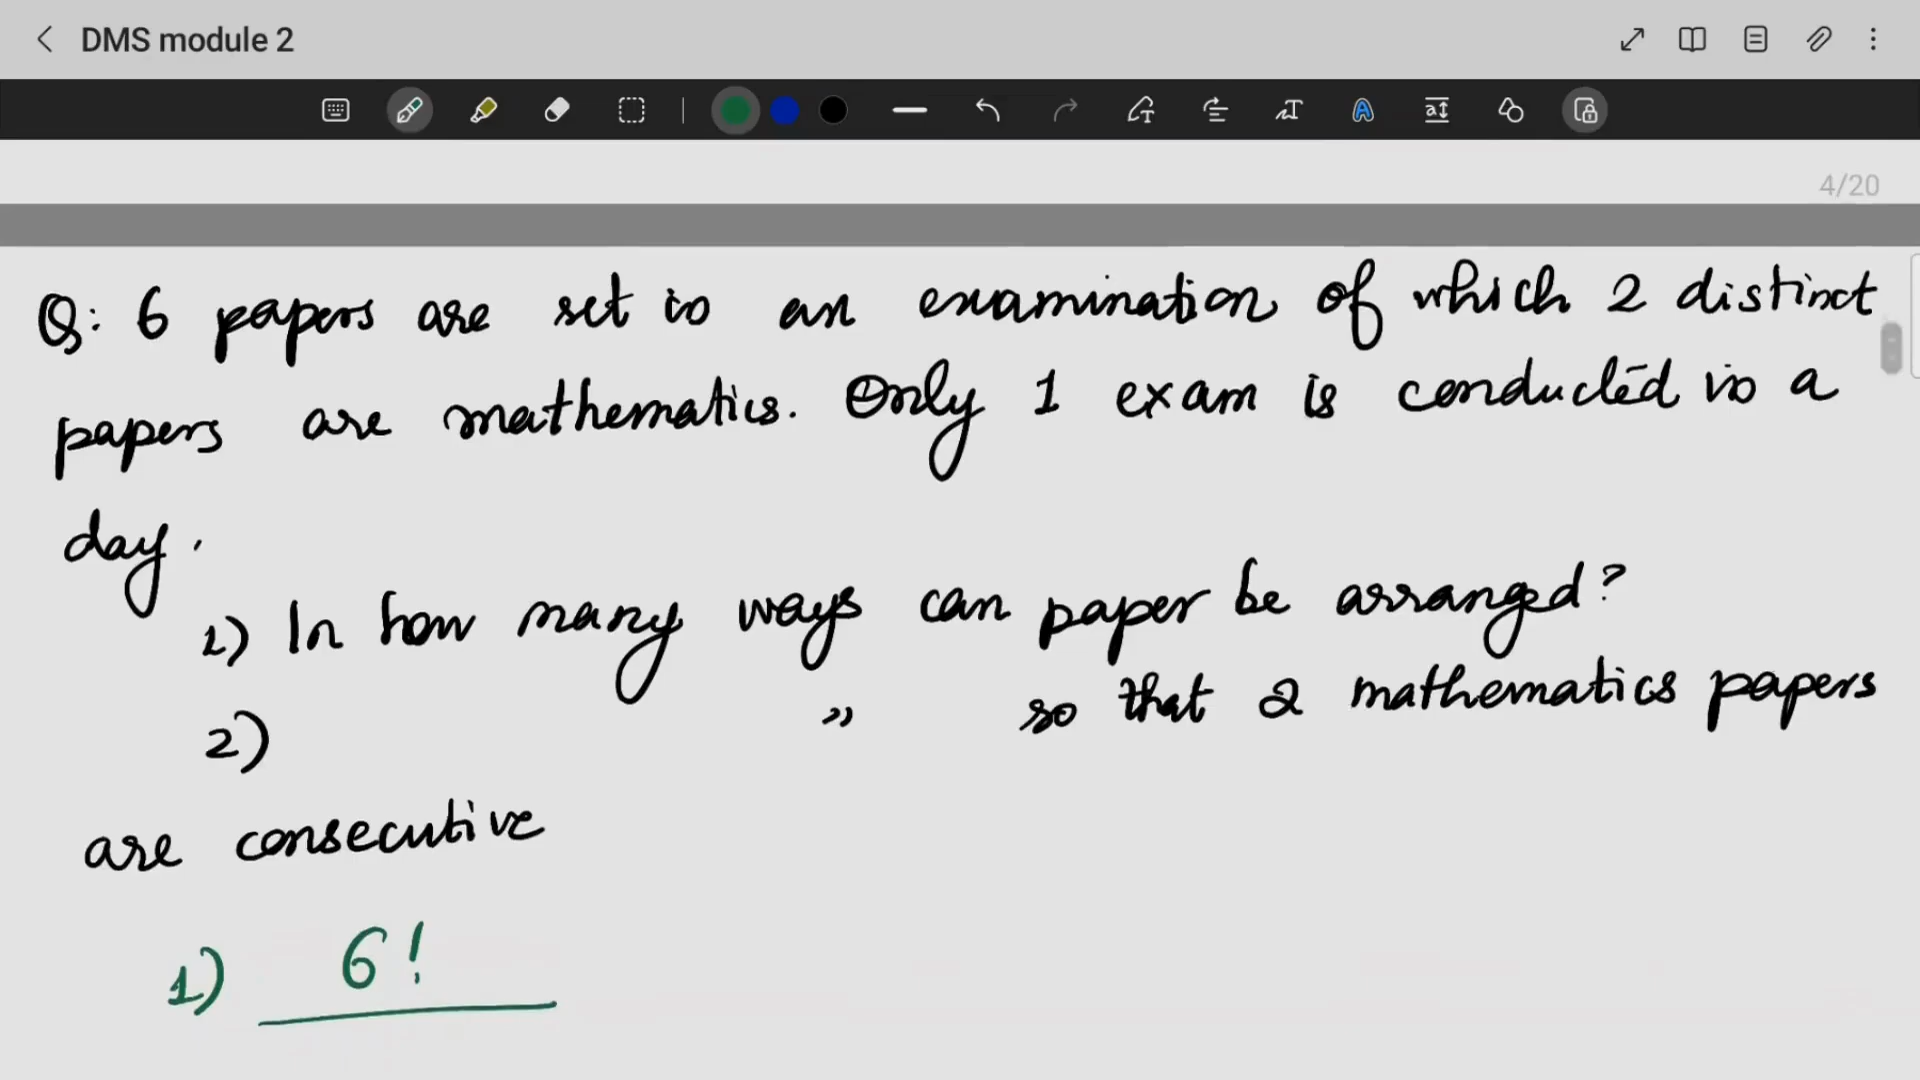 DMS module 2
4/20
Q: 6 papers are set in an examination of which 2 distinct
papers are mathematics. Only 1 exam is conducted in a
day.
1) In how many ways can paper be arranged?
2) " so that 2 mathematics papers
are consecutive
1) 6!